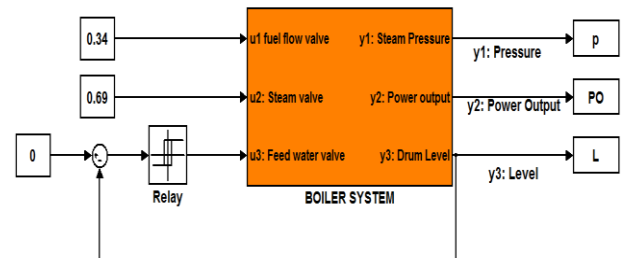 0.34
u1 fuel flow valve
y1: Steam Pressure
p
y1: Pressure
0.69
u2: Steam valve
y2: Power output
PO
y2: Power Output
0
+
-
u3: Feed water valve
y3: Drum Level
L
y3: Level
Relay
BOILER SYSTEM